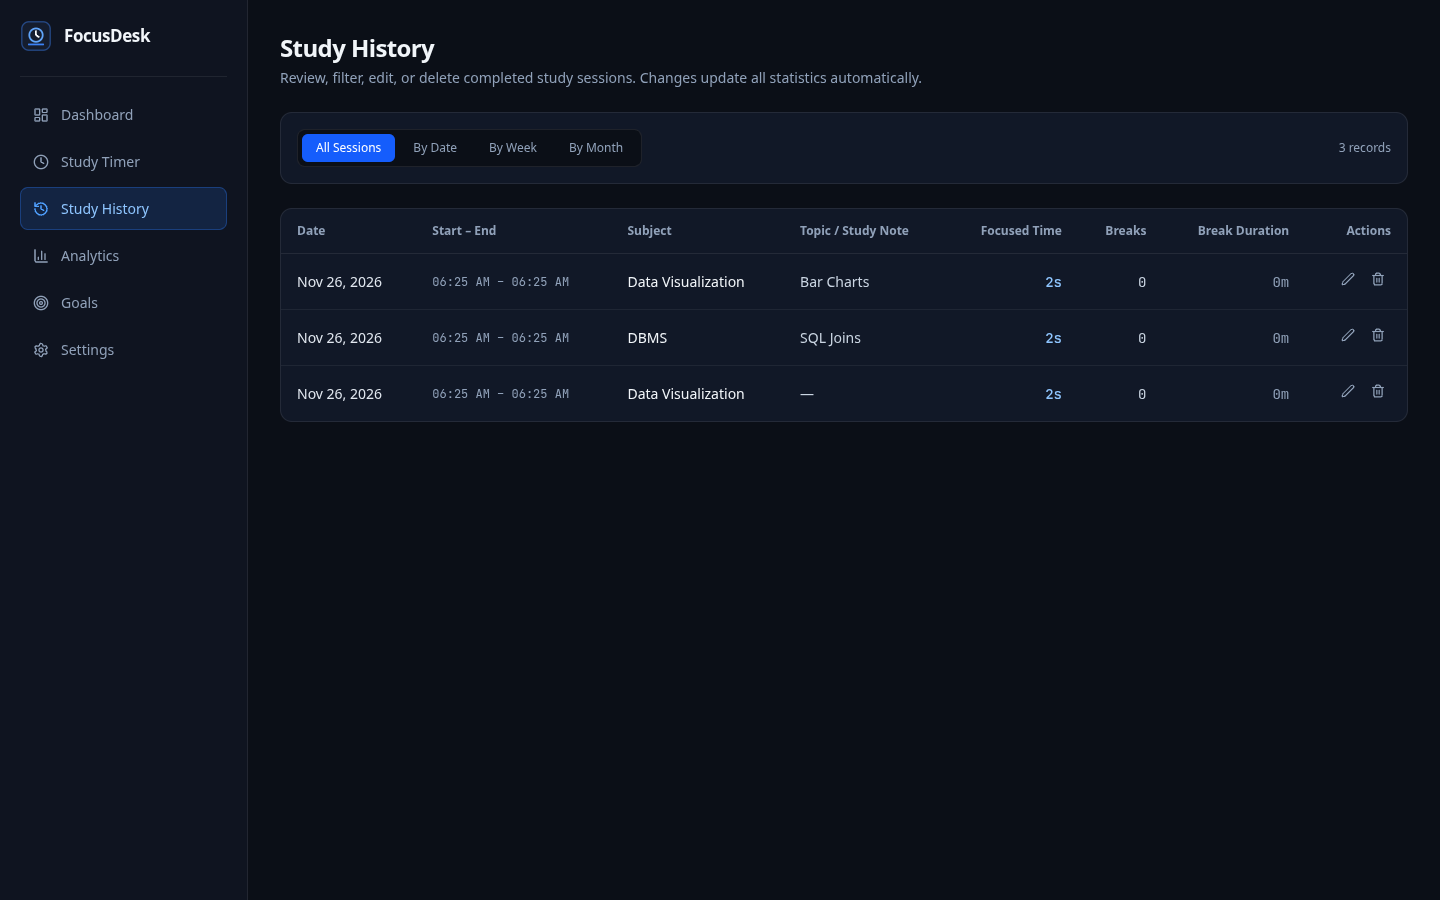 FocusDesk
Dashboard
Study Timer
Study History
Analytics
Goals
Settings
Study History
Review, filter, edit, or delete completed study sessions. Changes update all statistics automatically.
All Sessions By Date By Week By Month 3 records
Date Start – End Subject Topic / Study Note Focused Time Breaks Break Duration Actions
Nov 26, 2026 06:25 AM – 06:25 AM Data Visualization Bar Charts 2s 0 0m
Nov 26, 2026 06:25 AM – 06:25 AM DBMS SQL Joins 2s 0 0m
Nov 26, 2026 06:25 AM – 06:25 AM Data Visualization — 2s 0 0m